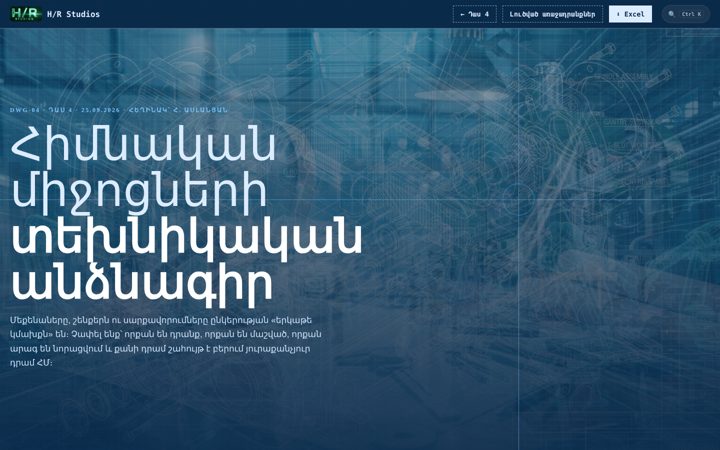 H/R
H/R Studios
← Դաս 4
Լուծված առաջադրանքներ
⬇ Excel
Ctrl K
DWG-04 · ԴԱՍ 4 · 25.09.2026 · ՀԵՂԻՆԱԿ՝ Հ. ԱՍԼԱՆՅԱՆ
Հիմնական
միջոցների
տեխնիկական
անձնագիր
Մեքենաները, շենքերն ու սարքավորումները ընկերության «երկաթե
կմախքն» են։ Չափել ենք՝ որքան են դրանք, որքան են մաշված, որքան
արագ են նորացվում և քանի դրամ շահույթ է բերում յուրաքանչյուր
դրամ ՀՄ։